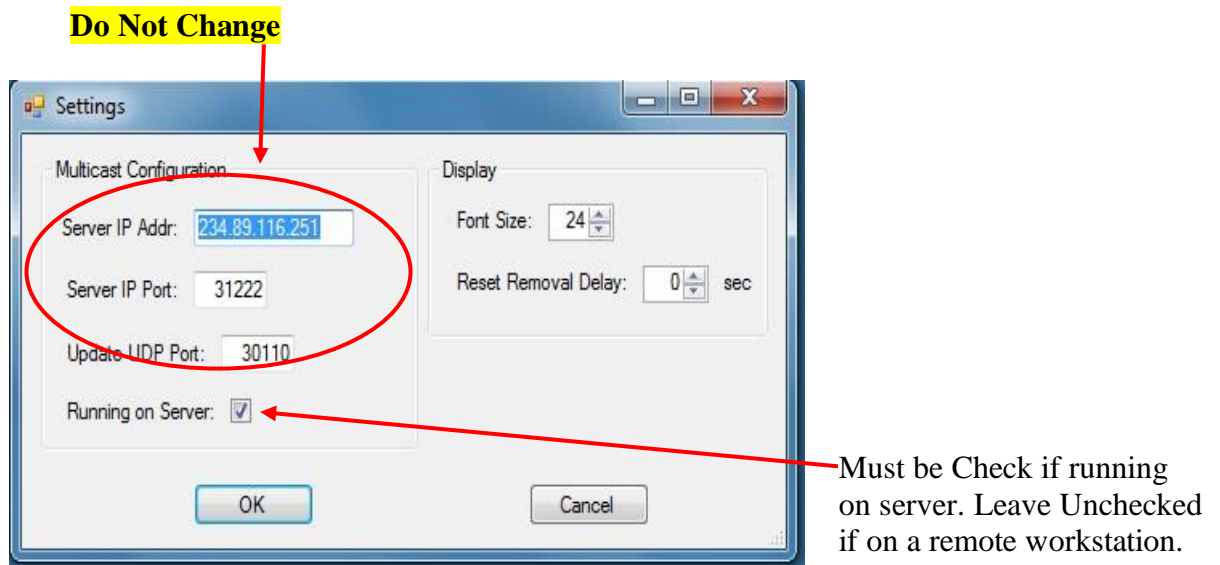 Do Not Change
Settings
Multicast Configuration
Server IP Addr: 234.89.116.251
Server IP Port: 31222
Update UDP Port: 30110
Running on Server:
Display
Font Size: 24
Reset Removal Delay: 0 sec
OK
Cancel
Must be Check if running
on server. Leave Unchecked
if on a remote workstation.